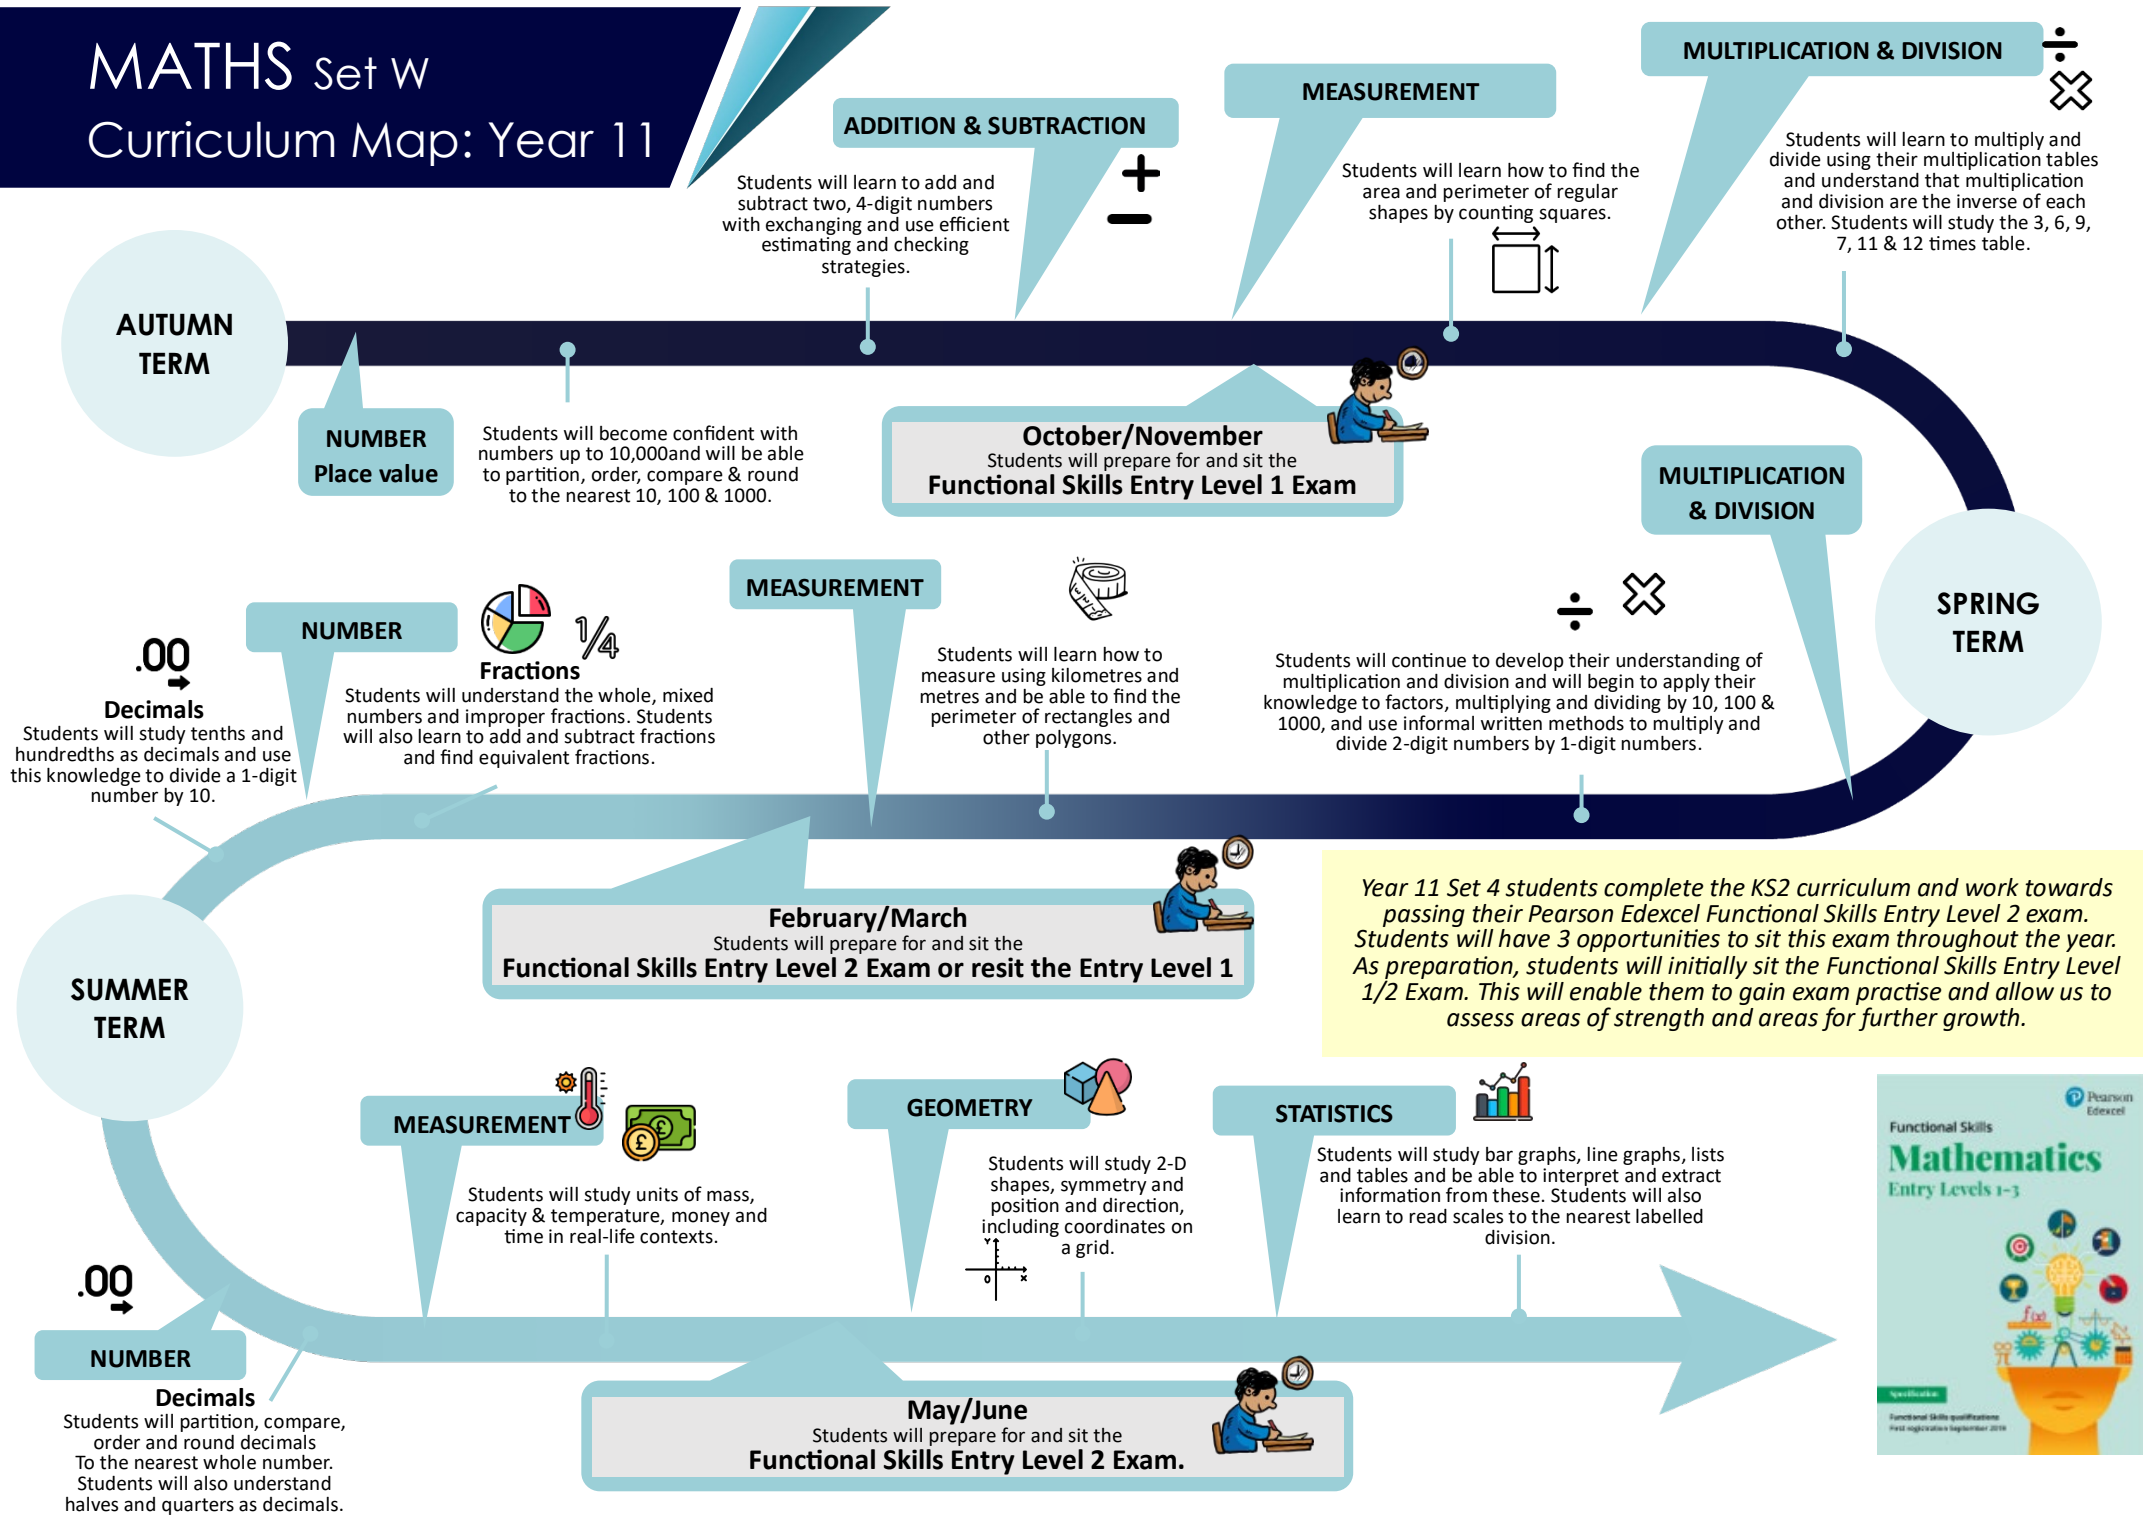 MATHS Set W
Curriculum Map: Year 11
ADDITION & SUBTRACTION
Students will learn to add and
subtract two, 4-digit numbers
with exchanging and use efficient
estimating and checking
strategies.
MEASUREMENT
Students will learn how to find the
area and perimeter of regular
shapes by counting squares.
MULTIPLICATION & DIVISION
Students will learn to multiply and
divide using their multiplication tables
and understand that multiplication
and division are the inverse of each
other. Students will study the 3, 6, 9,
7, 11 & 12 times table.
AUTUMN
TERM
NUMBER
Place value
Students will become confident with
numbers up to 10,000and will be able
to partition, order, compare & round
to the nearest 10, 100 & 1000.
October/November
Students will prepare for and sit the
Functional Skills Entry Level 1 Exam
MULTIPLICATION
& DIVISION
SPRING
TERM
Students will continue to develop their understanding of
multiplication and division and will begin to apply their
knowledge to factors, multiplying and dividing by 10, 100 &
1000, and use informal written methods to multiply and
divide 2-digit numbers by 1-digit numbers.
MEASUREMENT
Students will learn how to
measure using kilometres and
metres and be able to find the
perimeter of rectangles and
other polygons.
NUMBER
1/4
Fractions
Students will understand the whole, mixed
numbers and improper fractions. Students
will also learn to add and subtract fractions
and find equivalent fractions.
.00
Decimals
Students will study tenths and
hundredths as decimals and use
this knowledge to divide a 1-digit
number by 10.
February/March
Students will prepare for and sit the
Functional Skills Entry Level 2 Exam or resit the Entry Level 1
Year 11 Set 4 students complete the KS2 curriculum and work towards
passing their Pearson Edexcel Functional Skills Entry Level 2 exam.
Students will have 3 opportunities to sit this exam throughout the year.
As preparation, students will initially sit the Functional Skills Entry Level
1/2 Exam. This will enable them to gain exam practise and allow us to
assess areas of strength and areas for further growth.
SUMMER
TERM
.00
NUMBER
Decimals
Students will partition, compare,
order and round decimals
To the nearest whole number.
Students will also understand
halves and quarters as decimals.
MEASUREMENT
Students will study units of mass,
capacity & temperature, money and
time in real-life contexts.
GEOMETRY
Students will study 2-D
shapes, symmetry and
position and direction,
including coordinates on
a grid.
Y
0 x
STATISTICS
Students will study bar graphs, line graphs, lists
and tables and be able to interpret and extract
information from these. Students will also
learn to read scales to the nearest labelled
division.
May/June
Students will prepare for and sit the
Functional Skills Entry Level 2 Exam.
Pearson
Edexcel
Functional Skills
Mathematics
Entry Levels 1-3
f(x)
π
Specification
Functional Skills qualifications
First registration September 2019